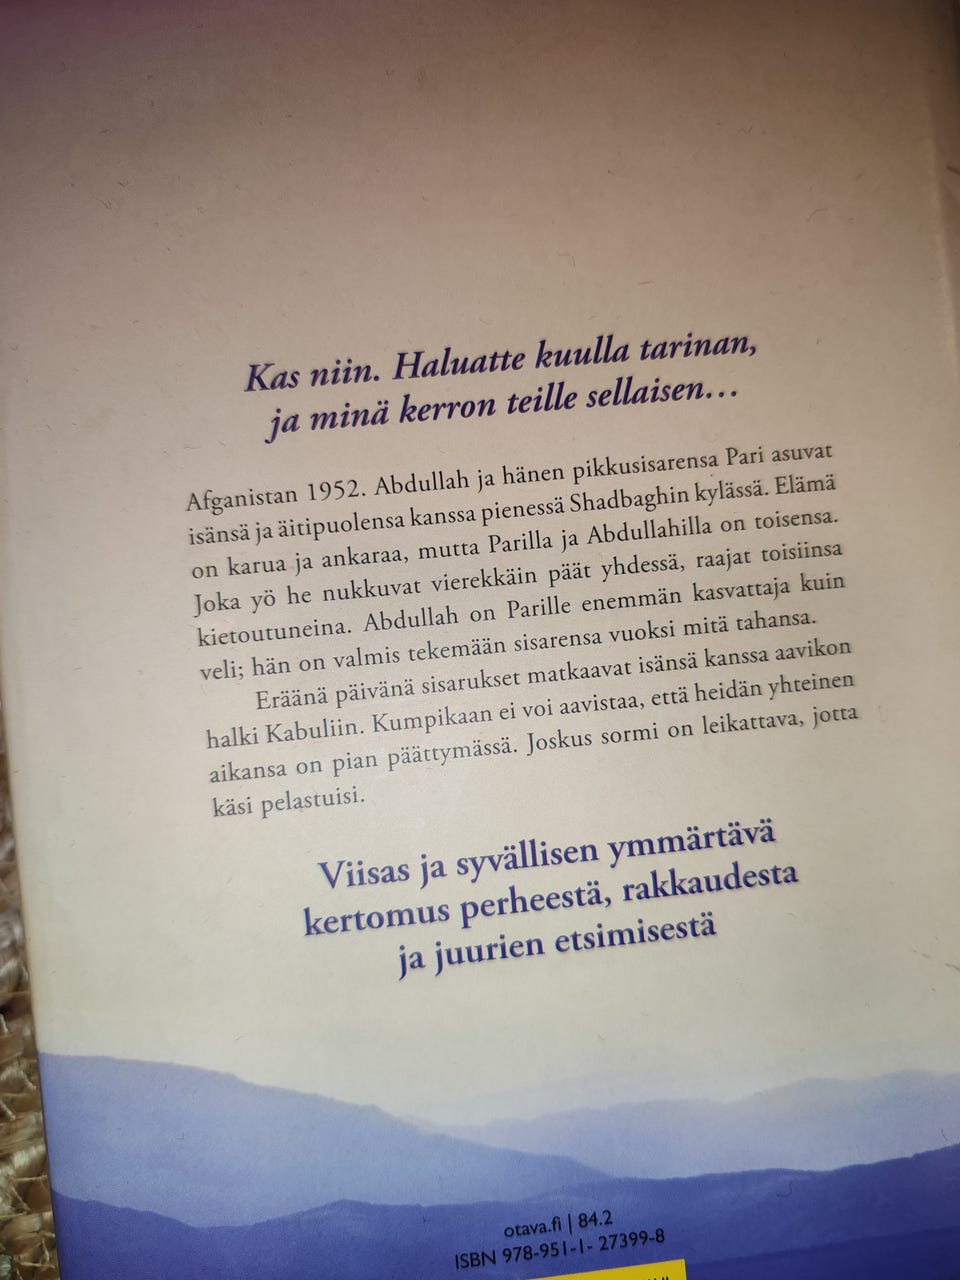 Kas niin. Haluatte kuulla tarinan,
ja minä kerron teille sellaisen…
Afganistan 1952. Abdullah ja hänen pikkusisarensa Pari asuvat
isänsä ja äitipuolensa kanssa pienessä Shadbaghin kylässä. Elämä
on karua ja ankaraa, mutta Parilla ja Abdullahilla on toisensa.
Joka yö he nukkuvat vierekkäin päät yhdessä, raajat toisiinsa
kietoutuneina. Abdullah on Parille enemmän kasvattaja kuin
veli; hän on valmis tekemään sisarensa vuoksi mitä tahansa.
Eräänä päivänä sisarukset matkaavat isänsä kanssa aavikon
halki Kabuliin. Kumpikaan ei voi aavistaa, että heidän yhteinen
aikansa on pian päättymässä. Joskus sormi on leikattava, jotta
käsi pelastuisi.
Viisas ja syvällisen ymmärtävä
kertomus perheestä, rakkaudesta
ja juurien etsimisestä
otava.fi | 84.2
ISBN 978-951-1- 27399-8